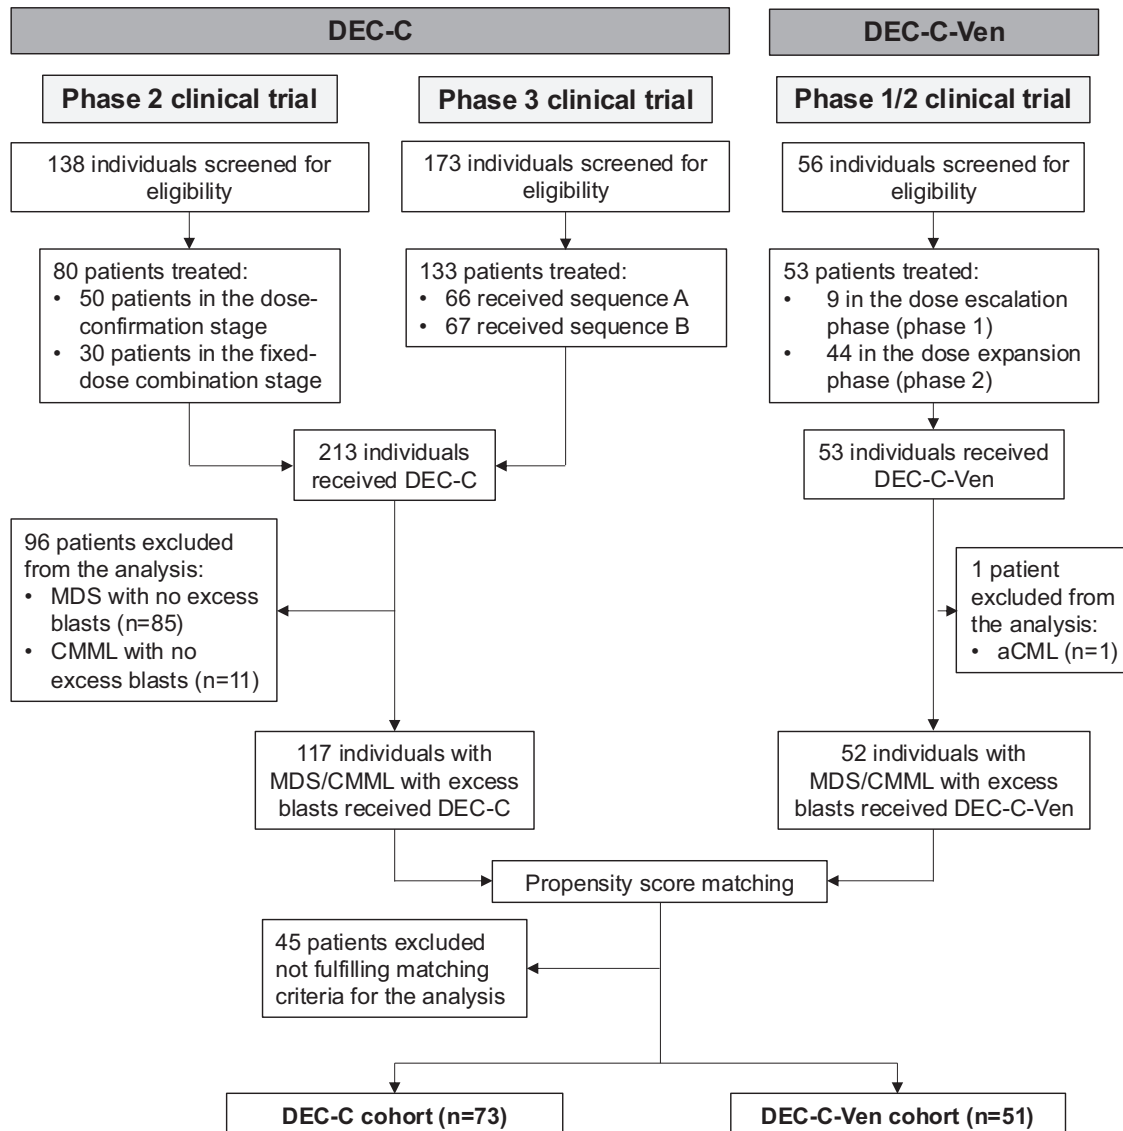 DEC-C
DEC-C-Ven
Phase 2 clinical trial
Phase 3 clinical trial
Phase 1/2 clinical trial
138 individuals screened for
eligibility
173 individuals screened for
eligibility
56 individuals screened for
eligibility
80 patients treated:
• 50 patients in the dose-
confirmation stage
• 30 patients in the fixed-
dose combination stage
133 patients treated:
• 66 received sequence A
• 67 received sequence B
53 patients treated:
• 9 in the dose escalation
phase (phase 1)
• 44 in the dose expansion
phase (phase 2)
213 individuals
received DEC-C
53 individuals received
DEC-C-Ven
96 patients excluded
from the analysis:
• MDS with no excess
blasts (n=85)
• CMML with no
excess blasts (n=11)
1 patient
excluded from
the analysis:
• aCML (n=1)
117 individuals with
MDS/CMML with excess
blasts received DEC-C
52 individuals with
MDS/CMML with excess
blasts received DEC-C-Ven
Propensity score matching
45 patients excluded
not fulfilling matching
criteria for the analysis
DEC-C cohort (n=73)
DEC-C-Ven cohort (n=51)